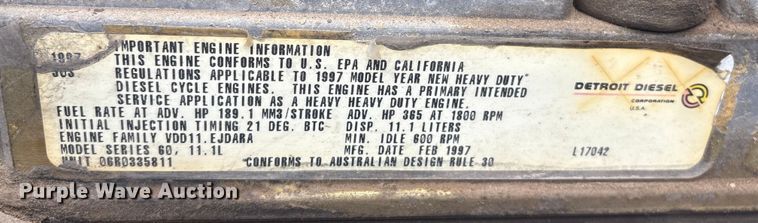 1997
IMPORTANT ENGINE INFORMATION
THIS ENGINE CONFORMS TO U.S. EPA AND CALIFORNIA
REGULATIONS APPLICABLE TO 1997 MODEL YEAR NEW HEAVY DUTY
DIESEL CYCLE ENGINES. THIS ENGINE HAS A PRIMARY INTENDED
SERVICE APPLICATION AS A HEAVY HEAVY DUTY ENGINE.
FUEL RATE AT ADV. HP 189.1 MM3/STROKE ADV. HP 365 AT 1800 RPM
INITIAL INJECTION TIMING 21 DEG. BTC DISP. 11.1 LITERS
ENGINE FAMILY VDD11.EJDARA MIN. IDLE 600 RPM
MODEL SERIES 60, 11.1L MFG. DATE FEB 1997
UNIT 06R0335811 CONFORMS TO AUSTRALIAN DESIGN RULE 30
DETROIT DIESEL
CORPORATION
U.S.A.
L17042
Purple Wave Auction